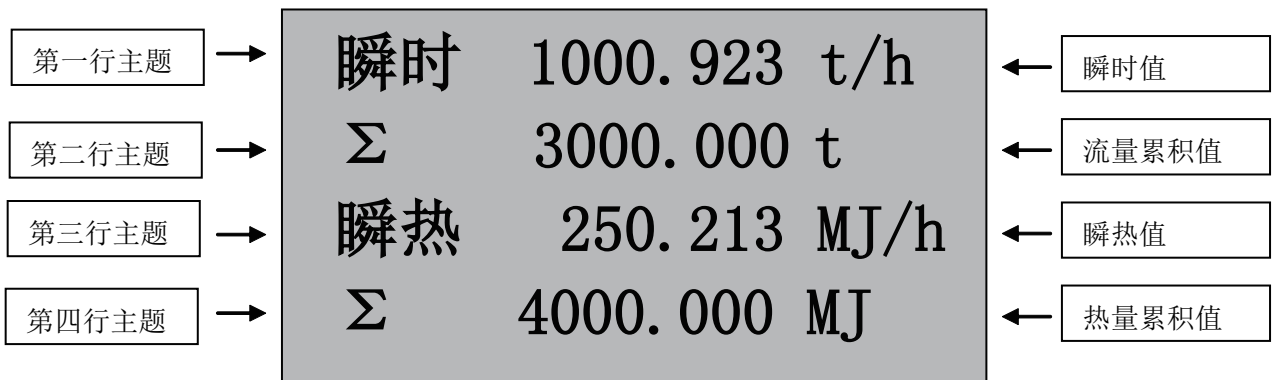 第一行主题 瞬时 1000.923 t/h 瞬时值
第二行主题 Σ 3000.000 t 流量累积值
第三行主题 瞬热 250.213 MJ/h 瞬热值
第四行主题 Σ 4000.000 MJ 热量累积值